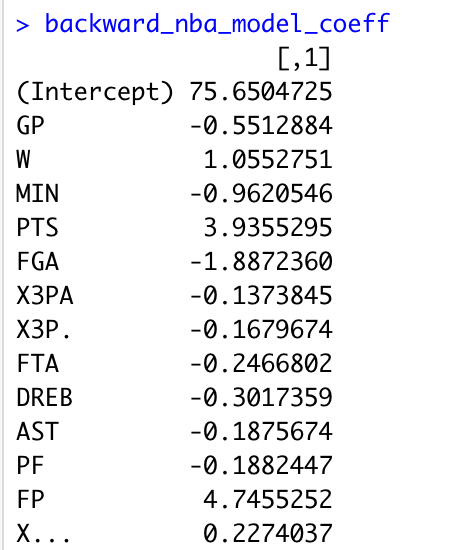 > backward_nba_model_coeff
[,1]
(Intercept) 75.6504725
GP -0.5512884
W 1.0552751
MIN -0.9620546
PTS 3.9355295
FGA -1.8872360
X3PA -0.1373845
X3P. -0.1679674
FTA -0.2466802
DREB -0.3017359
AST -0.1875674
PF -0.1882447
FP 4.7455252
X... 0.2274037